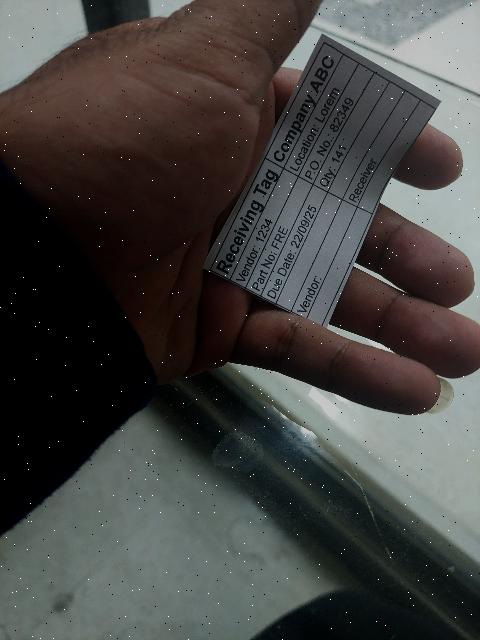 Receiving Tag Company ABC
Vendor: 1234 Location: Lorem
Part No: FRE P.O. No.: 82349
Due Date: 22/09/25 Qty: 141
Vendor: Receiver